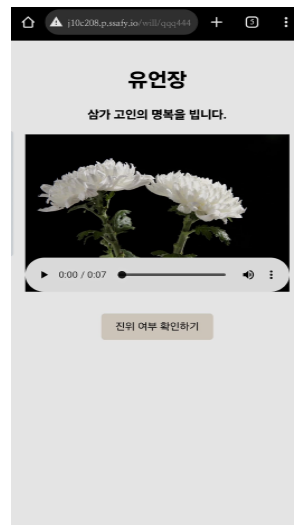 j10c208.p.ssafy.io/will/qqq444
5
유언장
삼가 고인의 명복을 빕니다.
0:00 / 0:07
진위 여부 확인하기